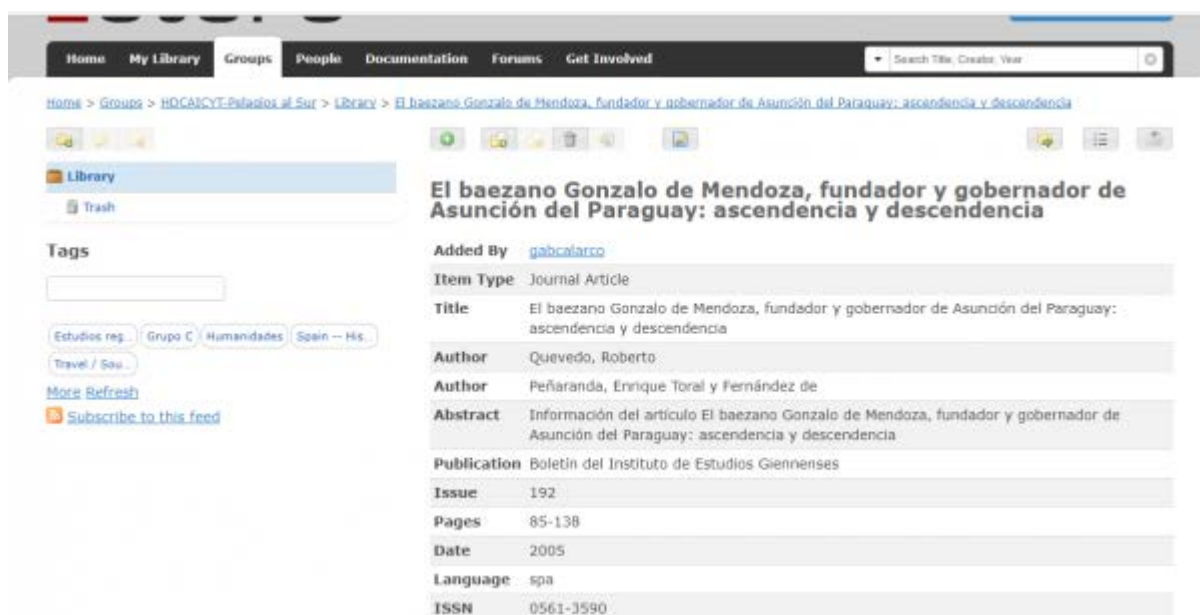 Home My Library Groups People Documentation Forums Get Involved Search Title, Creator, Year
Home > Groups > HDCAICYT-Pelagios al Sur > Library > El baezano Gonzalo de Mendoza, fundador y gobernador de Asunción del Paraguay: ascendencia y descendencia
Library
Trash
Tags
Estudios reg... Grupo C Humanidades Spain -- His...
Travel / Sou...
More Refresh
Subscribe to this feed
El baezano Gonzalo de Mendoza, fundador y gobernador de
Asunción del Paraguay: ascendencia y descendencia
Added By gabcalarco
Item Type Journal Article
Title El baezano Gonzalo de Mendoza, fundador y gobernador de Asunción del Paraguay:
ascendencia y descendencia
Author Quevedo, Roberto
Author Peñaranda, Enrique Toral y Fernández de
Abstract Información del artículo El baezano Gonzalo de Mendoza, fundador y gobernador de
Asunción del Paraguay: ascendencia y descendencia
Publication Boletín del Instituto de Estudios Giennenses
Issue 192
Pages 85-138
Date 2005
Language spa
ISSN 0561-3590